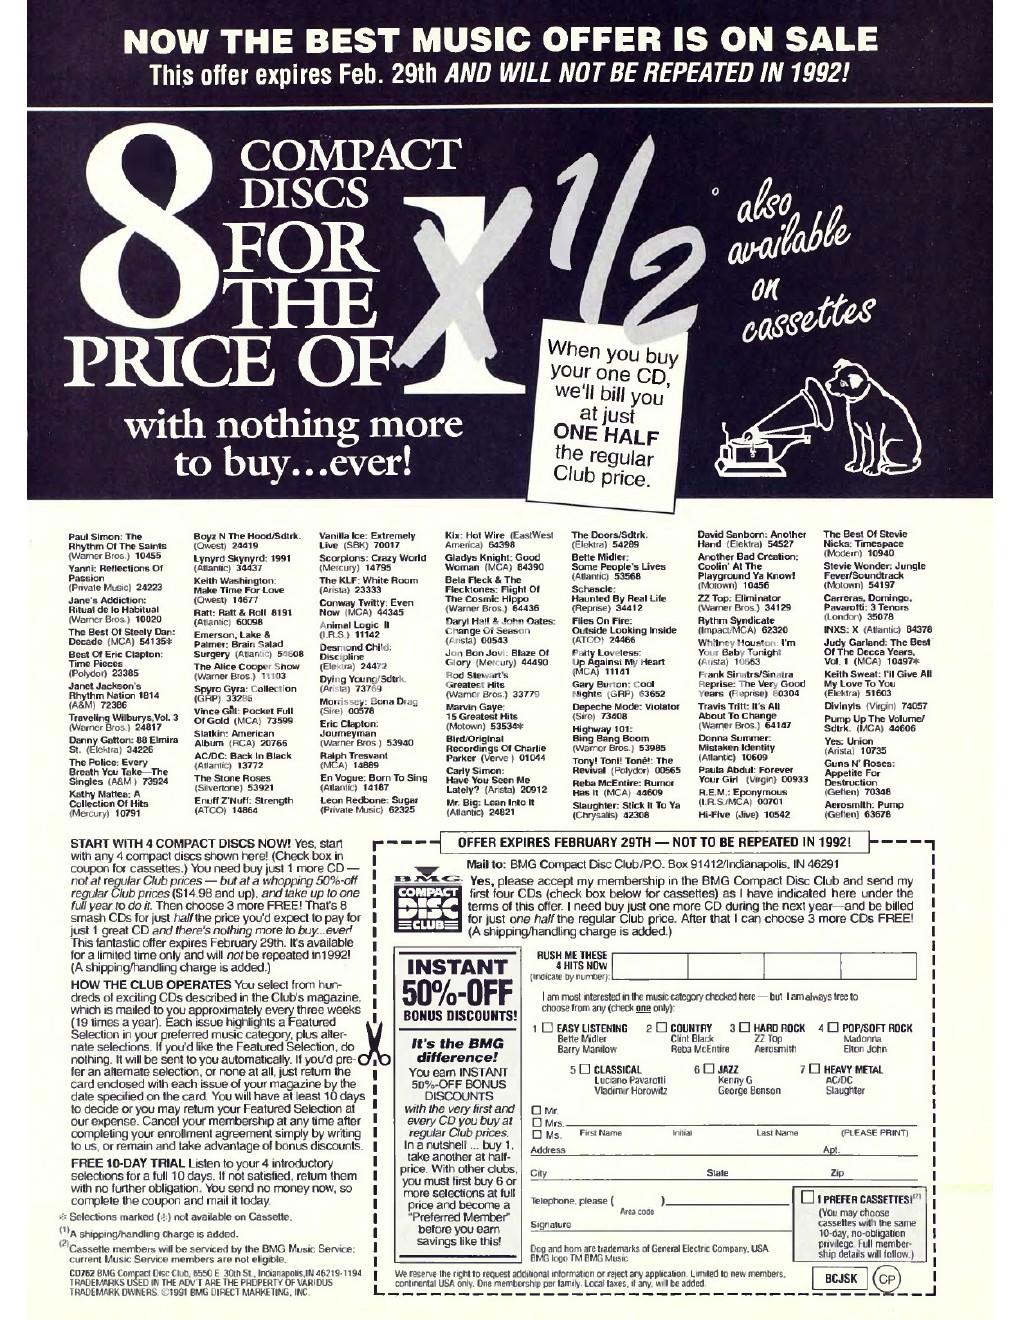 NOW THE BEST MUSIC OFFER IS ON SALE
This offer expires Feb. 29th AND WILL NOT BE REPEATED IN 1992!
8 COMPACT
DISCS
FOR
THE
PRICE OF 1 X 1/2
with nothing more
to buy...ever!
When you buy
your one CD,
we'll bill you
at just
ONE HALF
the regular
Club price.
also
available
on
cassettes
Paul Simon: The
Rhythm Of The Saints
(Warner Bros.) 10455
Yanni: Reflections Of
Passion
(Private Music) 24223
Jane's Addiction:
Ritual de lo Habitual
(Warner Bros.) 10020
The Best Of Steely Dan:
Decade (MCA) 54135✻
Best Of Eric Clapton:
Time Pieces
(Polydor) 23385
Janet Jackson's
Rhythm Nation 1814
(A&M) 72386
Traveling Wilburys, Vol. 3
(Warner Bros.) 24817
Danny Gatton: 88 Elmira
St. (Elektra) 34226
The Police: Every
Breath You Take—The
Singles (A&M) 73924
Kathy Mattea: A
Collection Of Hits
(Mercury) 10791
Boyz N The Hood/Sdtrk.
(Qwest) 24419
Lynyrd Skynyrd: 1991
(Atlantic) 34437
Keith Washington:
Make Time For Love
(Qwest) 14677
Ratt: Ratt & Roll 8191
(Atlantic) 60098
Emerson, Lake &
Palmer: Brain Salad
Surgery (Atlantic)
The Alice Cooper Show
(Warner Bros.) 11103
Spyro Gyra: Collection
(GRP) 33286
Vince Gill: Pocket Full
Of Gold (MCA) 73599
Slatkin: American
Album (RCA) 20766
AC/DC: Back In Black
(Atlantic) 13772
The Stone Roses
(Silvertone) 53921
Enuff Z'Nuff: Strength
(ATCO) 14864
Vanilla Ice: Extremely
Live (SBK) 70017
Scorpions: Crazy World
(Mercury) 14795
The KLF: White Room
(Arista) 23333
Conway Twitty: Even
Now (MCA) 44345
Animal Logic II
(I.R.S.) 11142
Desmond Child:
Discipline
(Elektra) 24472
Dying Young/Sdtrk.
(Arista) 73769
Morrissey: Bona Drag
(Sire) 00578
Eric Clapton:
Journeyman
(Warner Bros.) 53940
Ralph Tresvant
(MCA) 14889
En Vogue: Born To Sing
(Atlantic) 14187
Leon Redbone: Sugar
(Private Music) 62325
Kix: Hot Wire (EastWest
America) 64398
Gladys Knight: Good
Woman (MCA) 84390
Bela Fleck & The
Flecktones: Flight Of
The Cosmic Hippo
(Warner Bros.) 64436
Daryl Hall & John Oates:
Change Of Season
(Arista) 00543
Jon Bon Jovi: Blaze Of
Glory (Mercury) 44490
Rod Stewart's
Greatest Hits
(Warner Bros.) 33779
Marvin Gaye:
15 Greatest Hits
(Motown) 53534✻
Bird/Original
Recordings Of Charlie
Parker (Verve) 01044
Carly Simon:
Have You Seen Me
Lately? (Arista) 20912
Mr. Big: Lean Into It
(Atlantic) 24821
The Doors/Sdtrk.
(Elektra) 54289
Bette Midler:
Some People's Lives
(Atlantic) 53568
Schascle:
Haunted By Real Life
(Reprise) 34412
Files On Fire:
Outside Looking Inside
(ATCO) 24466
Patty Loveless:
Up Against My Heart
(MCA) 11141
Gary Burton: Cool
Nights (GRP) 63652
Depeche Mode: Violator
(Sire) 73408
Highway 101:
Bing Bang Boom
(Warner Bros.) 53985
Tony! Toni! Toné!: The
Revival (Polydor) 00565
Reba McEntire: Rumor
Has It (MCA) 44609
Slaughter: Stick It To Ya
(Chrysalis) 42308
David Sanborn: Another
Hand (Elektra) 54527
Another Bad Creation:
Coolin' At The
Playground Ya Know!
(Motown) 10456
ZZ Top: Eliminator
(Warner Bros.) 34129
Rythm Syndicate
(Impact/MCA) 62320
Whitney Houston: I'm
Your Baby Tonight
(Arista) 10663
Frank Sinatra/Sinatra
Reprise: The Very Good
Years (Reprise) 80304
Travis Tritt: It's All
About To Change
(Warner Bros.) 64147
Donna Summer:
Mistaken Identity
(Atlantic) 10609
Paula Abdul: Forever
Your Girl (Virgin) 00933
R.E.M.: Eponymous
(I.R.S./MCA) 00701
Hi-Five (Jive) 10542
The Best Of Stevie
Nicks: Timespace
(Modern) 10940
Stevie Wonder: Jungle
Fever/Soundtrack
(Motown) 54197
Carreras, Domingo,
Pavarotti: 3 Tenors
(London) 35078
INXS: X (Atlantic) 64378
Judy Garland: The Best
Of The Decca Years,
Vol. 1 (MCA) 10497✻
Keith Sweat: I'll Give All
My Love To You
(Elektra) 51603
Divinyls (Virgin) 74057
Pump Up The Volume/
Sdtrk. (MCA) 44606
Yes: Union
(Arista) 10735
Guns N' Roses:
Appetite For
Destruction
(Geffen) 70348
Aerosmith: Pump
(Geffen) 63678
START WITH 4 COMPACT DISCS NOW! Yes, start
with any 4 compact discs shown here! (Check box in
coupon for cassettes.) You need buy just 1 more CD —
not at regular Club prices — but at a whopping 50%-off
regular Club prices ($14.98 and up), and take up to one
full year to do it. Then choose 3 more FREE! That's 8
smash CDs for just half the price you'd expect to pay for
just 1 great CD and there's nothing more to buy...ever!
This fantastic offer expires February 29th. It's available
for a limited time only and will not be repeated in 1992!
(A shipping/handling charge is added.)
HOW THE CLUB OPERATES You select from hun-
dreds of exciting CDs described in the Club's magazine,
which is mailed to you approximately every three weeks
(19 times a year). Each issue highlights a Featured
Selection in your preferred music category, plus alter-
nate selections. If you'd like the Featured Selection, do
nothing. It will be sent to you automatically. If you'd pre-
fer an alternate selection, or none at all, just return the
card enclosed with each issue of your magazine by the
date specified on the card. You will have at least 10 days
to decide or you may return your Featured Selection at
our expense. Cancel your membership at any time after
completing your enrollment agreement simply by writing
to us, or remain and take advantage of bonus discounts.
FREE 10-DAY TRIAL Listen to your 4 introductory
selections for a full 10 days. If not satisfied, return them
with no further obligation. You send no money now, so
complete the coupon and mail it today.
✻ Selections marked (✻) not available on Cassette.
(1) A shipping/handling charge is added.
(2) Cassette members will be serviced by the BMG Music Service;
current Music Service members are not eligible.
CD762 BMG Compact Disc Club, 6550 E. 30th St., Indianapolis, IN 46219-1194
TRADEMARKS USED IN THE ADV'T ARE THE PROPERTY OF VARIOUS
TRADEMARK OWNERS. ©1991 BMG DIRECT MARKETING, INC.
OFFER EXPIRES FEBRUARY 29TH — NOT TO BE REPEATED IN 1992!
BMG
COMPACT
DISC
CLUB
Mail to: BMG Compact Disc Club/P.O. Box 91412/Indianapolis, IN 46291
Yes, please accept my membership in the BMG Compact Disc Club and send my
first four CDs (check box below for cassettes) as I have indicated here under the
terms of this offer. I need buy just one more CD during the next year—and be billed
for just one half the regular Club price. After that I can choose 3 more CDs FREE!
(A shipping/handling charge is added.)
INSTANT
50%-OFF
BONUS DISCOUNTS!
It's the BMG
difference!
You earn INSTANT
50%-OFF BONUS
DISCOUNTS
with the very first and
every CD you buy at
regular Club prices.
In a nutshell ... buy 1,
take another at half-
price. With other clubs,
you must first buy 6 or
more selections at full
price and become a
"Preferred Member"
before you earn
savings like this!
RUSH ME THESE
4 HITS NOW
(indicate by number):
I am most interested in the music category checked here — but I am always free to
choose from any (check one only):
1 □ EASY LISTENING
Bette Midler
Barry Manilow
2 □ COUNTRY
Clint Black
Reba McEntire
3 □ HARD ROCK
ZZ Top
Aerosmith
4 □ POP/SOFT ROCK
Madonna
Elton John
5 □ CLASSICAL
Luciano Pavarotti
Vladimir Horowitz
6 □ JAZZ
Kenny G
George Benson
7 □ HEAVY METAL
AC/DC
Slaughter
□ Mr.
□ Mrs.
□ Ms. First Name Initial Last Name (PLEASE PRINT)
Address Apt.
City State Zip
Telephone, please ( )
Area code
Signature
□ I PREFER CASSETTES!(2)
(You may choose
cassettes with the same
10-day, no-obligation
privilege. Full member-
ship details will follow.)
Dog and horn are trademarks of General Electric Company, USA.
BMG logo TM BMG Music
We reserve the right to request additional information or reject any application. Limited to new members,
continental USA only. One membership per family. Local taxes, if any, will be added.
BCJSK CP